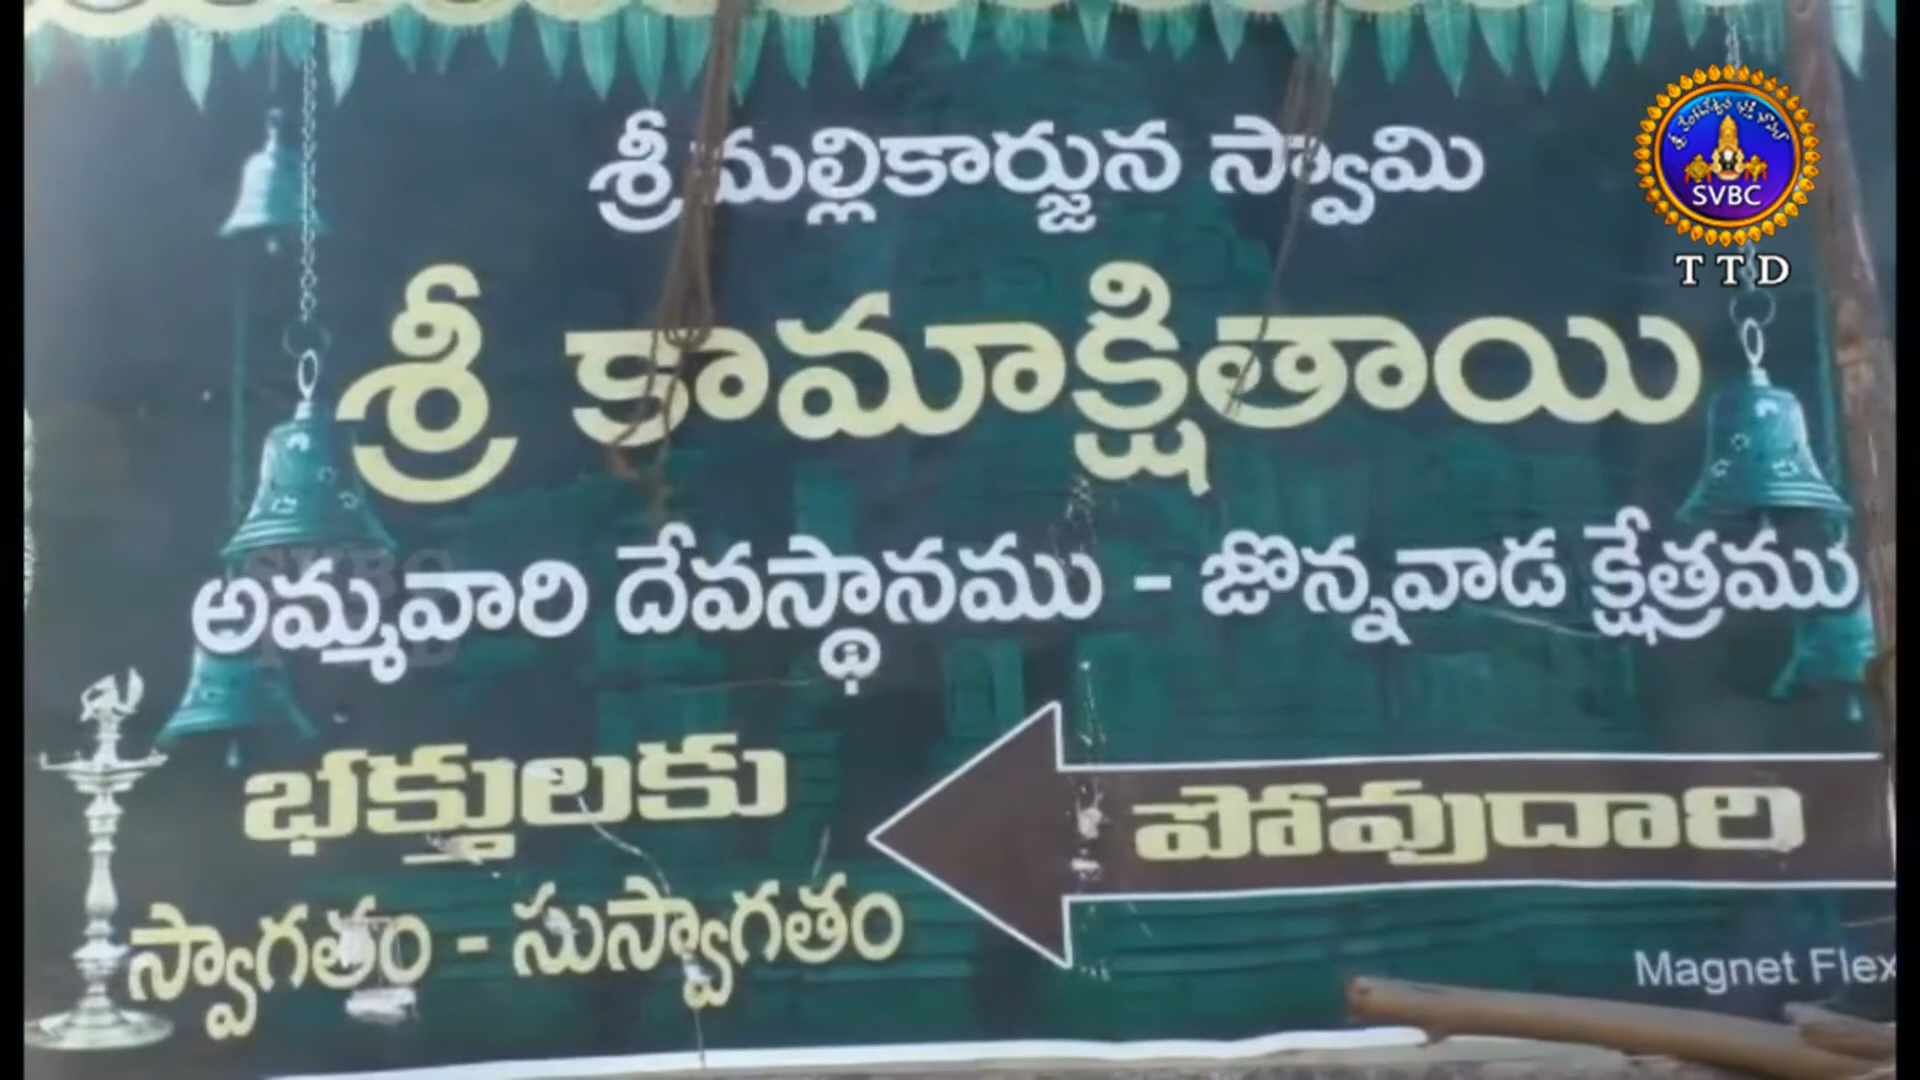 శ్రీ మల్లికార్జున స్వామి
శ్రీ కామాక్షితాయి
అమ్మవారి దేవస్థానము - జొన్నవాడ క్షేత్రము
భక్తులకు
స్వాగతం - సుస్వాగతం
పోవుదారి
Magnet Flex
SVBC
TTD